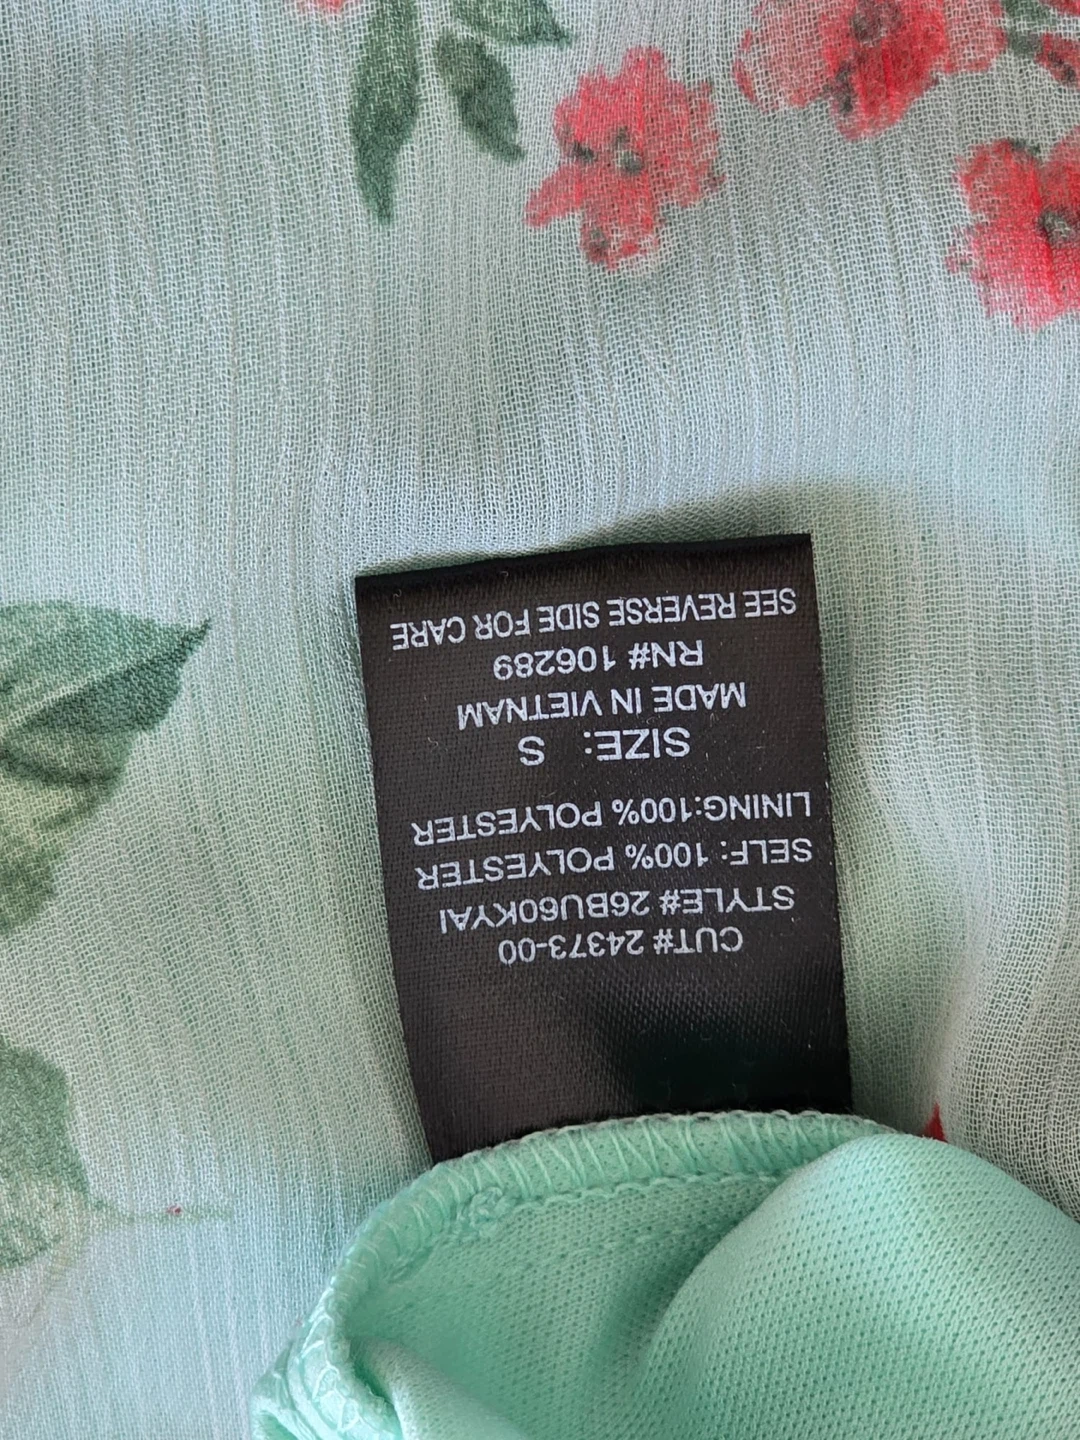 CUT# 24373-00
STYLE# 26BU60KYAI
SELF: 100% POLYESTER
LINING:100% POLYESTER
SIZE: S
MADE IN VIETNAM
RN# 106289
SEE REVERSE SIDE FOR CARE